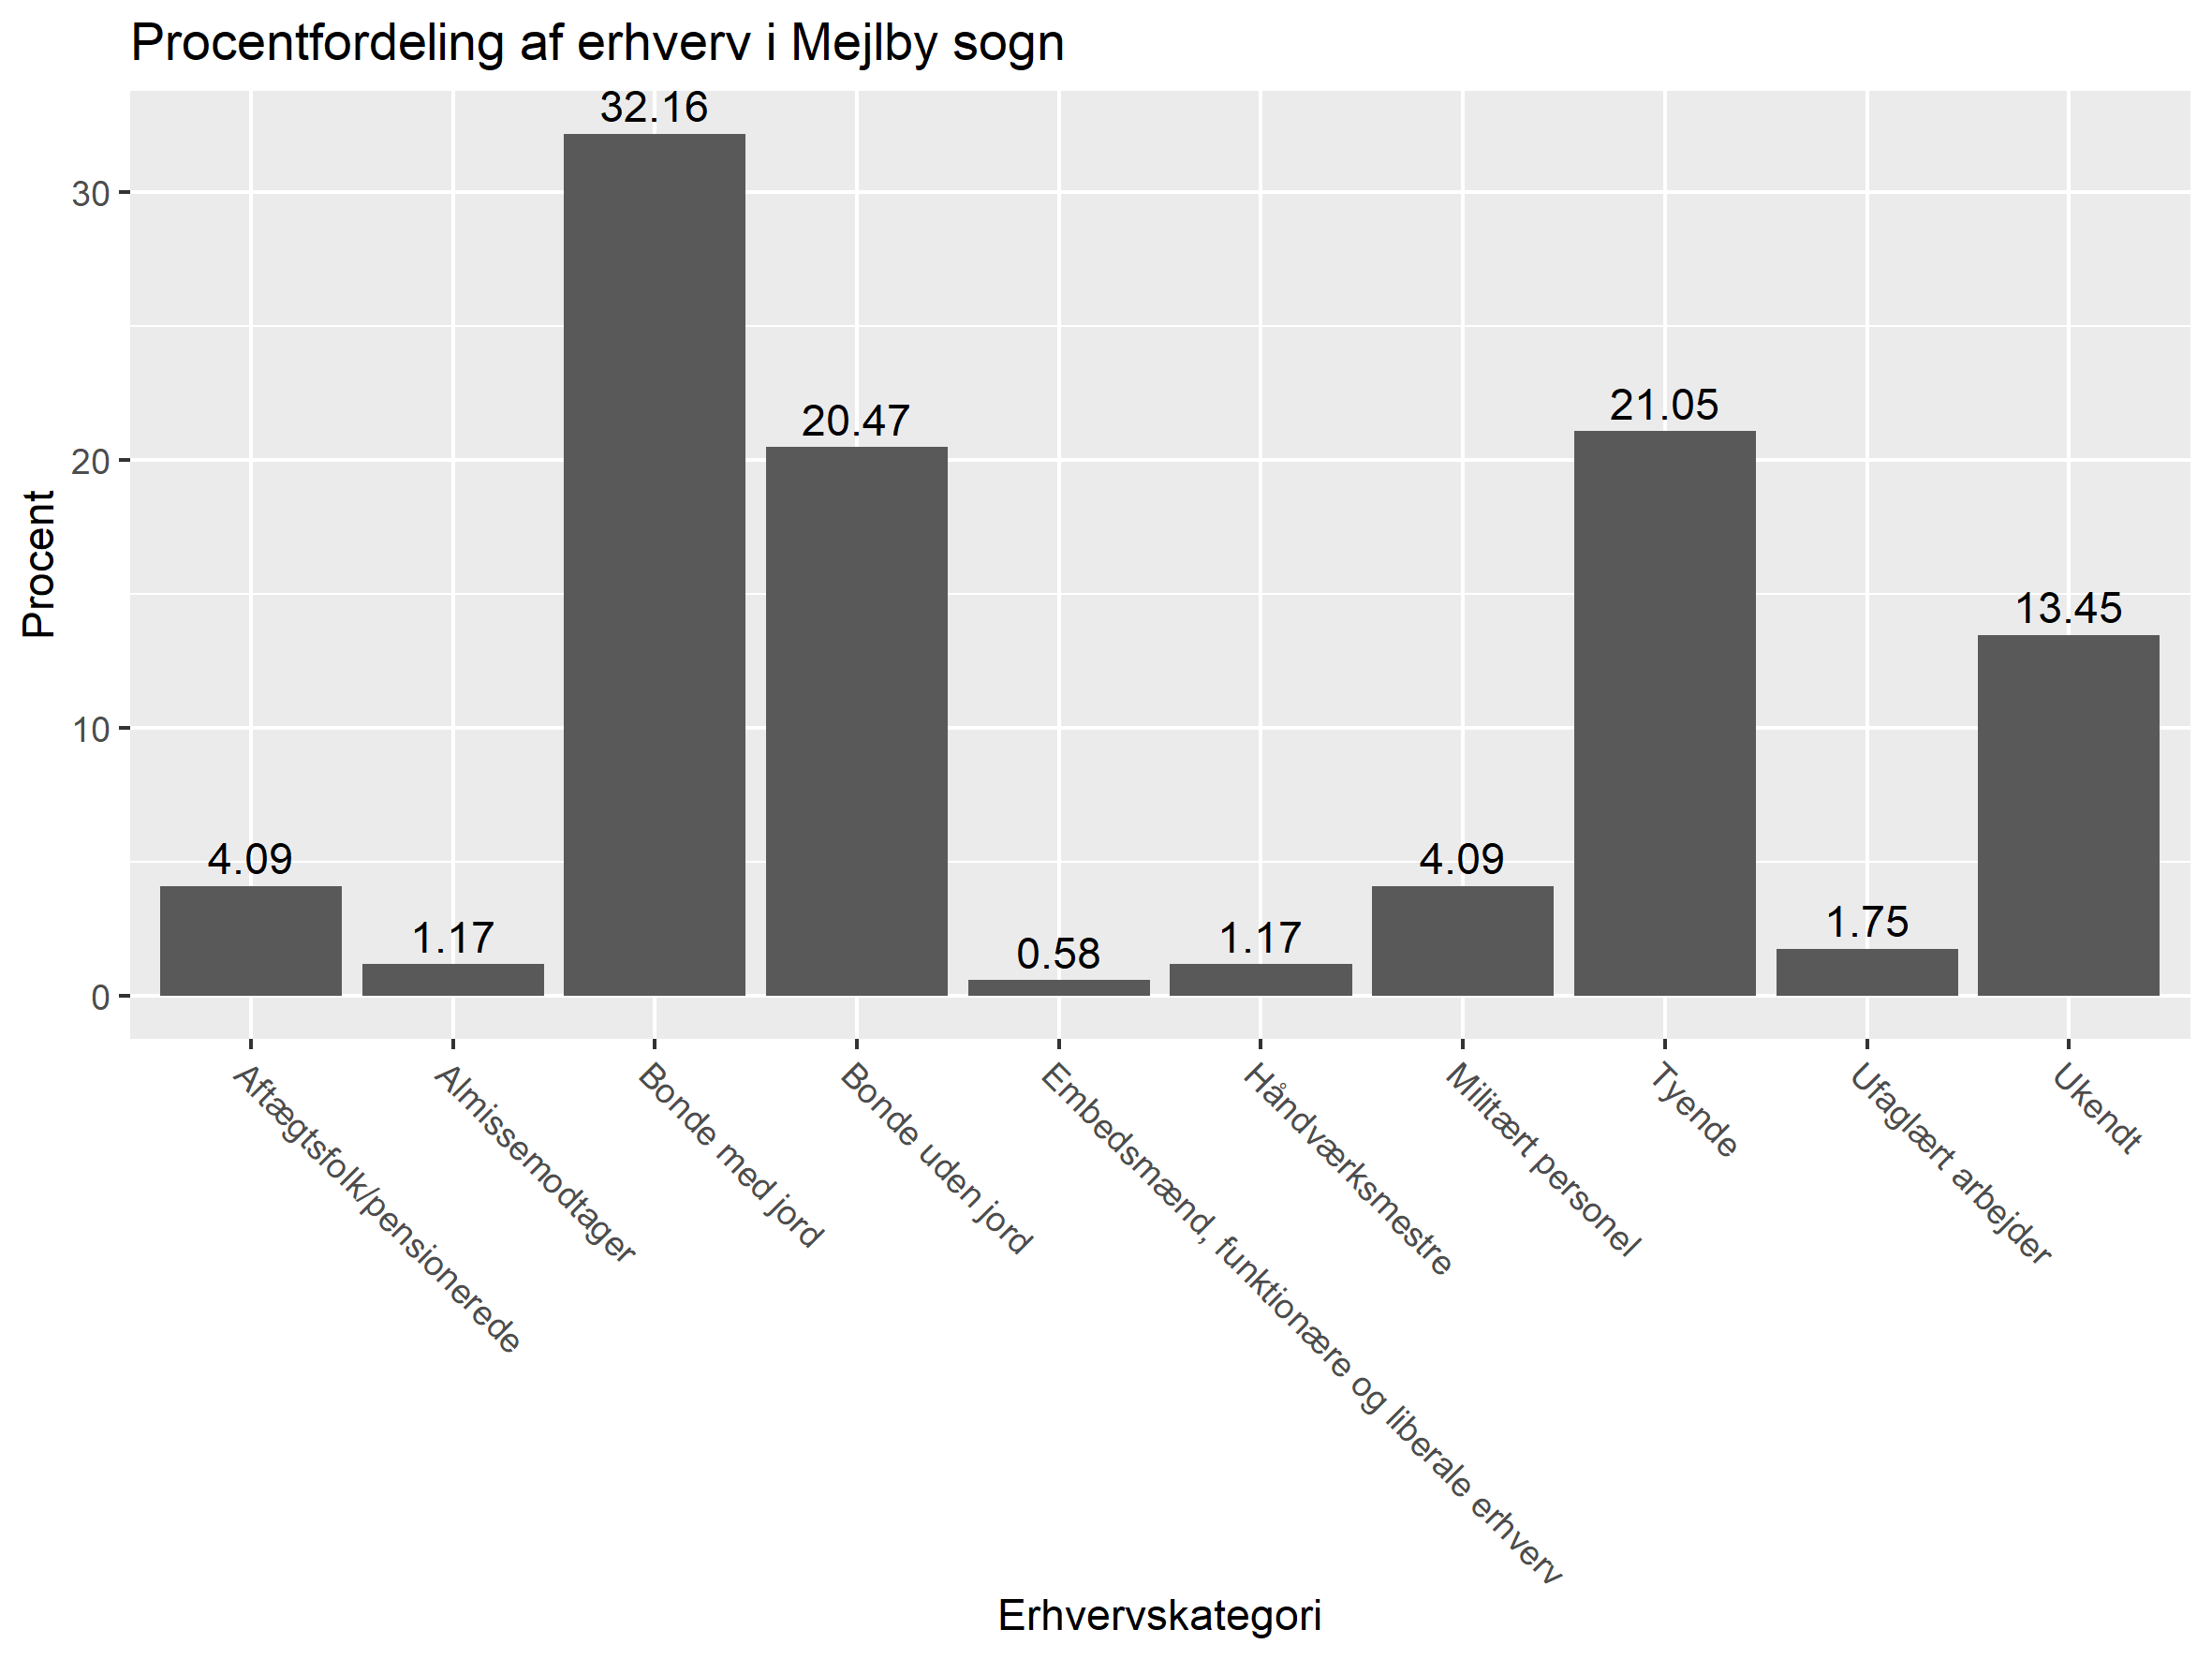 Procentfordeling af erhverv i Mejlby sogn
Procent
30
20
10
0
4.09
1.17
32.16
20.47
0.58
1.17
4.09
21.05
1.75
13.45
Aftægtsfolk/pensionerede
Almissemodtager
Bonde med jord
Bonde uden jord
Embedsmænd, funktionære og liberale erhverv
Håndværksmestre
Militært personel
Tyende
Ufaglært arbejder
Ukendt
Erhvervskategori